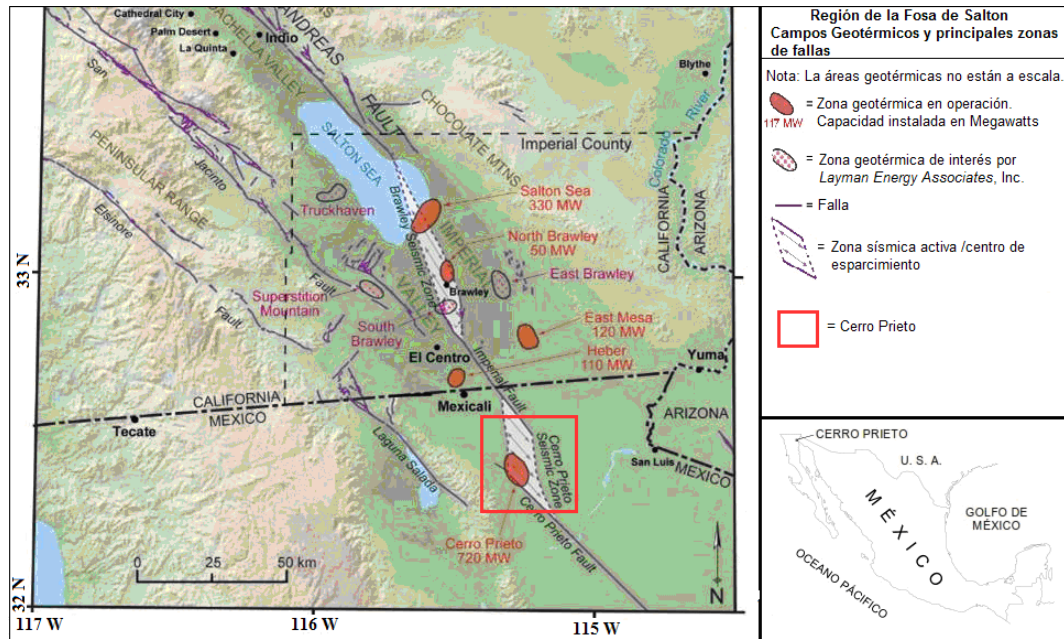 Cathedral City
Palm Desert
La Quinta
Indio
COACHELLA VALLEY
ANDREAS
FAULT
San
Jacinto
Fault
PENINSULAR RANGE
Elsinore
Fault
SALTON SEA
CHOCOLATE MTNS
Imperial County
Blythe
Colorado
River
CALIFORNIA
ARIZONA
Truckhaven
Brawley
Seismic Zone
Salton Sea
330 MW
IMPERIAL
VALLEY
North Brawley
50 MW
Brawley
East Brawley
Superstition
Mountain
South
Brawley
East Mesa
120 MW
El Centro
Heber
110 MW
Imperial Fault
Yuma
CALIFORNIA
MEXICO
Mexicali
Tecate
ARIZONA
MEXICO
San Luis
Laguna Salada
Cerro Prieto
Seismic Zone
Cerro Prieto
720 MW
Cerro Prieto Fault
0 25 50 km
N
33 N
32 N
117 W
116 W
115 W
Región de la Fosa de Salton
Campos Geotérmicos y principales zonas
de fallas
Nota: La áreas geotérmicas no están a escala.
= Zona geotérmica en operación.
117 MW Capacidad instalada en Megawatts
= Zona geotérmica de interés por
Layman Energy Associates, Inc.
= Falla
= Zona sísmica activa /centro de
esparcimiento
= Cerro Prieto
CERRO PRIETO
U. S. A.
MÉXICO
GOLFO DE
MÉXICO
OCEANO PÁCIFICO